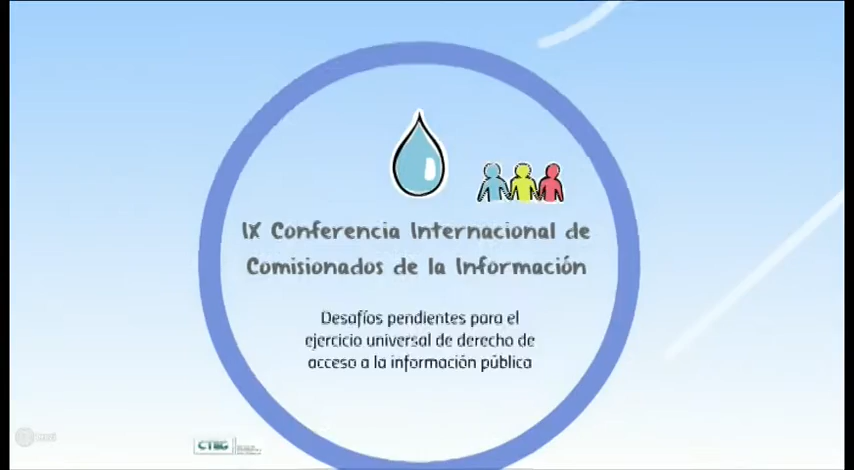 IX Conferencia Internacional de
Comisionados de la Información
Desafíos pendientes para el
ejercicio universal de derecho de
acceso a la información pública